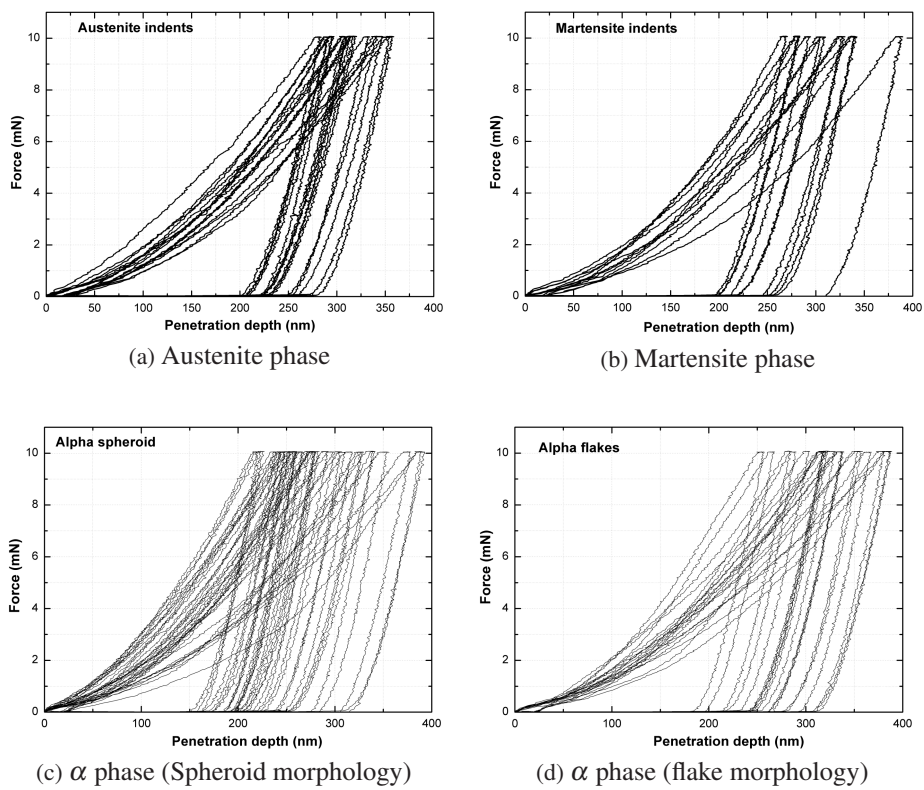 Austenite indents
Force (mN)
10
8
6
4
2
0
0 50 100 150 200 250 300 350 400
Penetration depth (nm)
(a) Austenite phase
Martensite indents
Force (mN)
10
8
6
4
2
0
0 50 100 150 200 250 300 350 400
Penetration depth (nm)
(b) Martensite phase
Alpha spheroid
Force (mN)
10
8
6
4
2
0
0 100 200 300 400
Penetration depth (nm)
(c) α phase (Spheroid morphology)
Alpha flakes
Force (mN)
10
8
6
4
2
0
0 100 200 300 400
Penetration depth (nm)
(d) α phase (flake morphology)